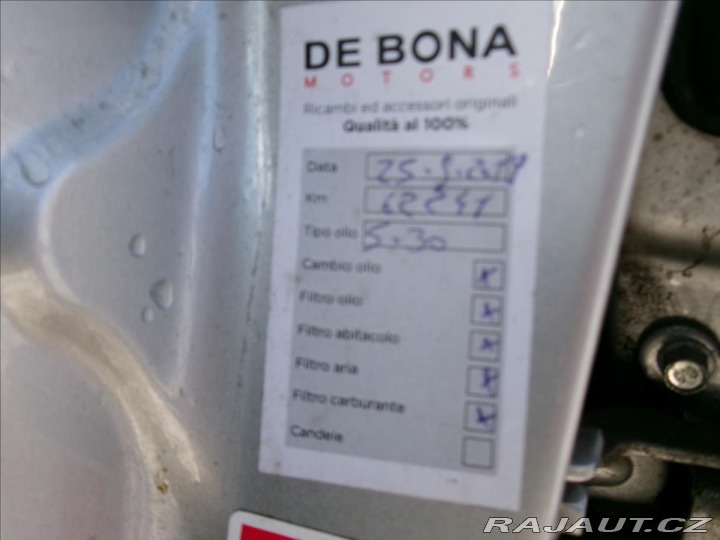 DE BONA
MOTORS
Ricambi ed accessori originali
Qualità al 100%
Data
Km
Tipo olio 5.30
Cambio olio x
Filtro olio x
Filtro abitacolo x
Filtro aria x
Filtro carburante x
Candele
RAJAUT.CZ